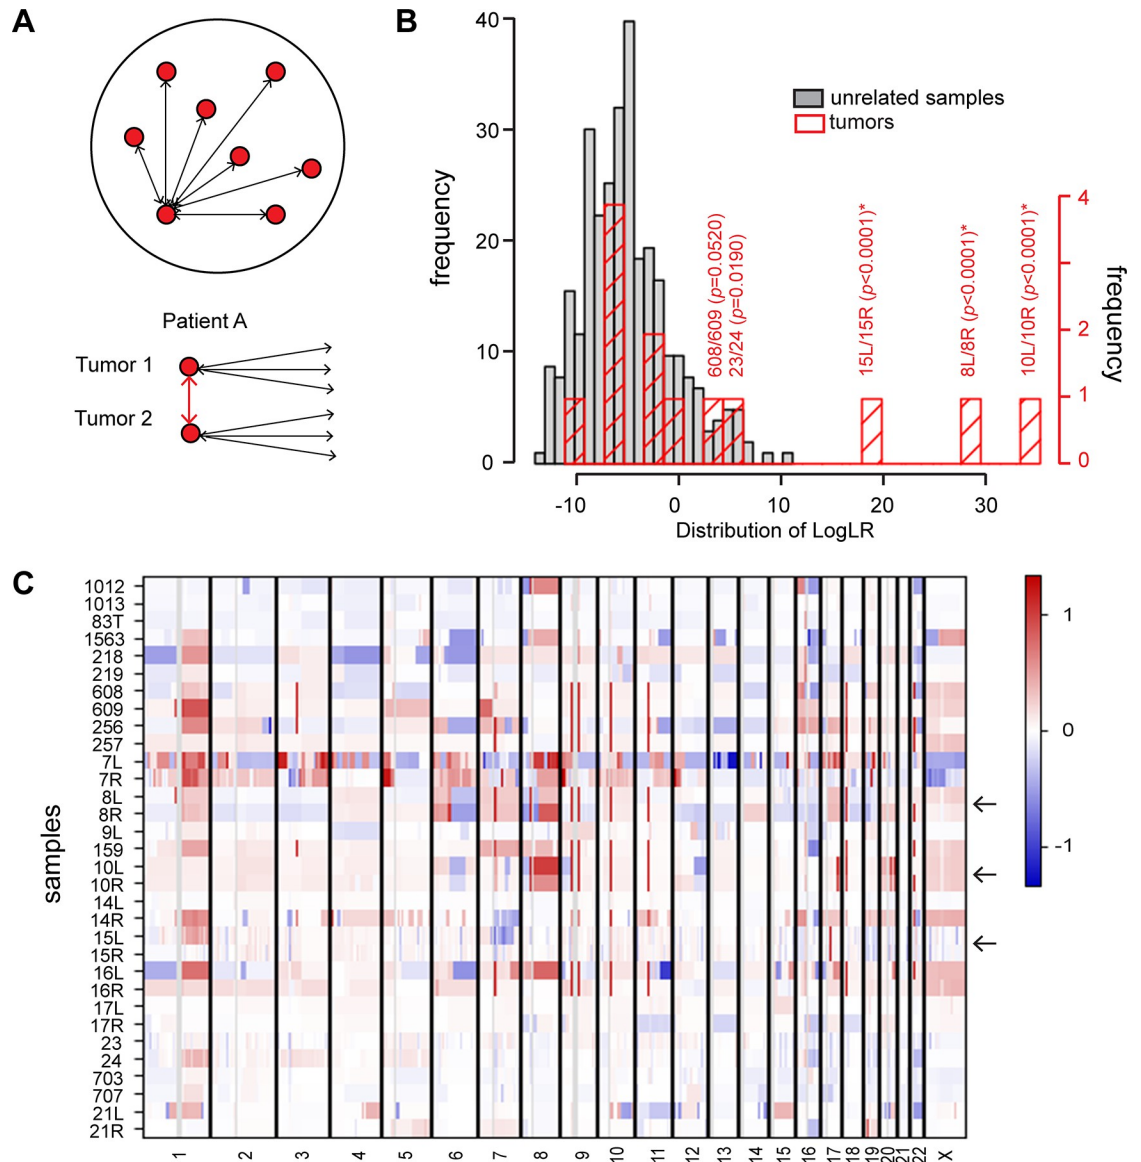 A
Patient A
Tumor 1
Tumor 2
B
40
30
20
10
0
frequency
unrelated samples
tumors
608/609 (p=0.0520)
23/24 (p=0.0190)
15L/15R (p<0.0001)*
8L/8R (p<0.0001)*
10L/10R (p<0.0001)*
4
3
2
1
0
frequency
-10
0
10
20
30
Distribution of LogLR
C
samples
1012
1013
83T
1563
218
219
608
609
256
257
7L
7R
8L
8R
9L
159
10L
10R
14L
14R
15L
15R
16L
16R
17L
17R
23
24
703
707
21L
21R
1 2 3 4 5 6 7 8 9 10 11 12 13 14 15 16 17 18 19 20 21 22 X
1
0
-1